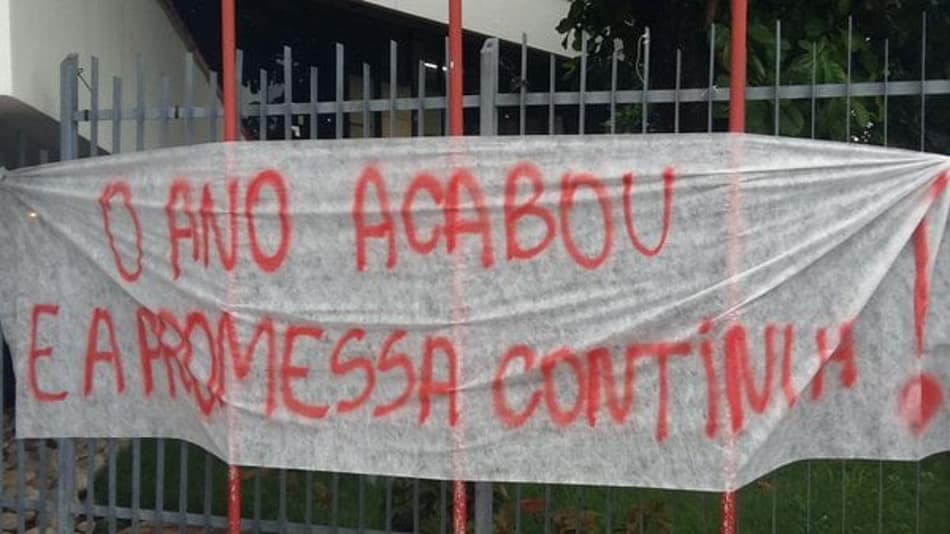 O ANO ACABOU
E A PROMESSA CONTINUA!